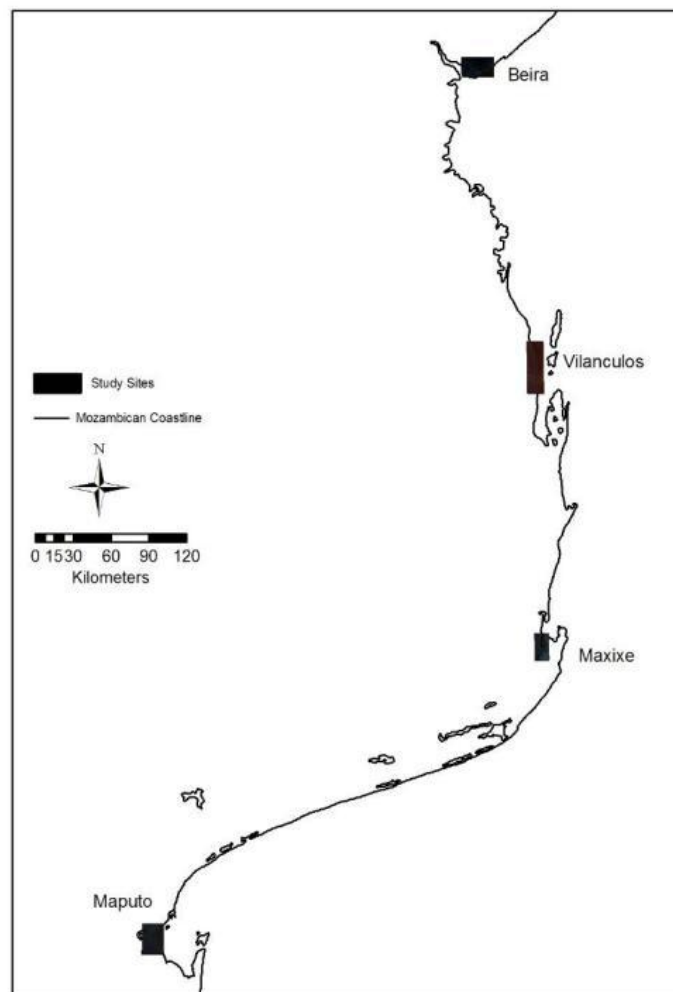 Beira
Vilanculos
Study Sites
Mozambican Coastline
N
0 15 30 60 90 120
Kilometers
Maxixe
Maputo